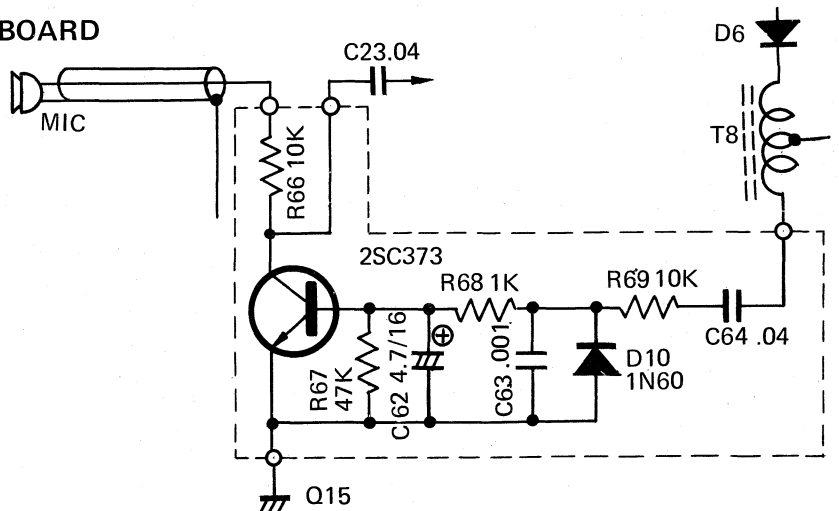 BOARD
D6
C23.04
MIC
T8
R66 10K
2SC373
R68 1K
R69 10K
C64 .04
R67
47K
C62 4.7/16
C63 .001
D10
1N60
Q15